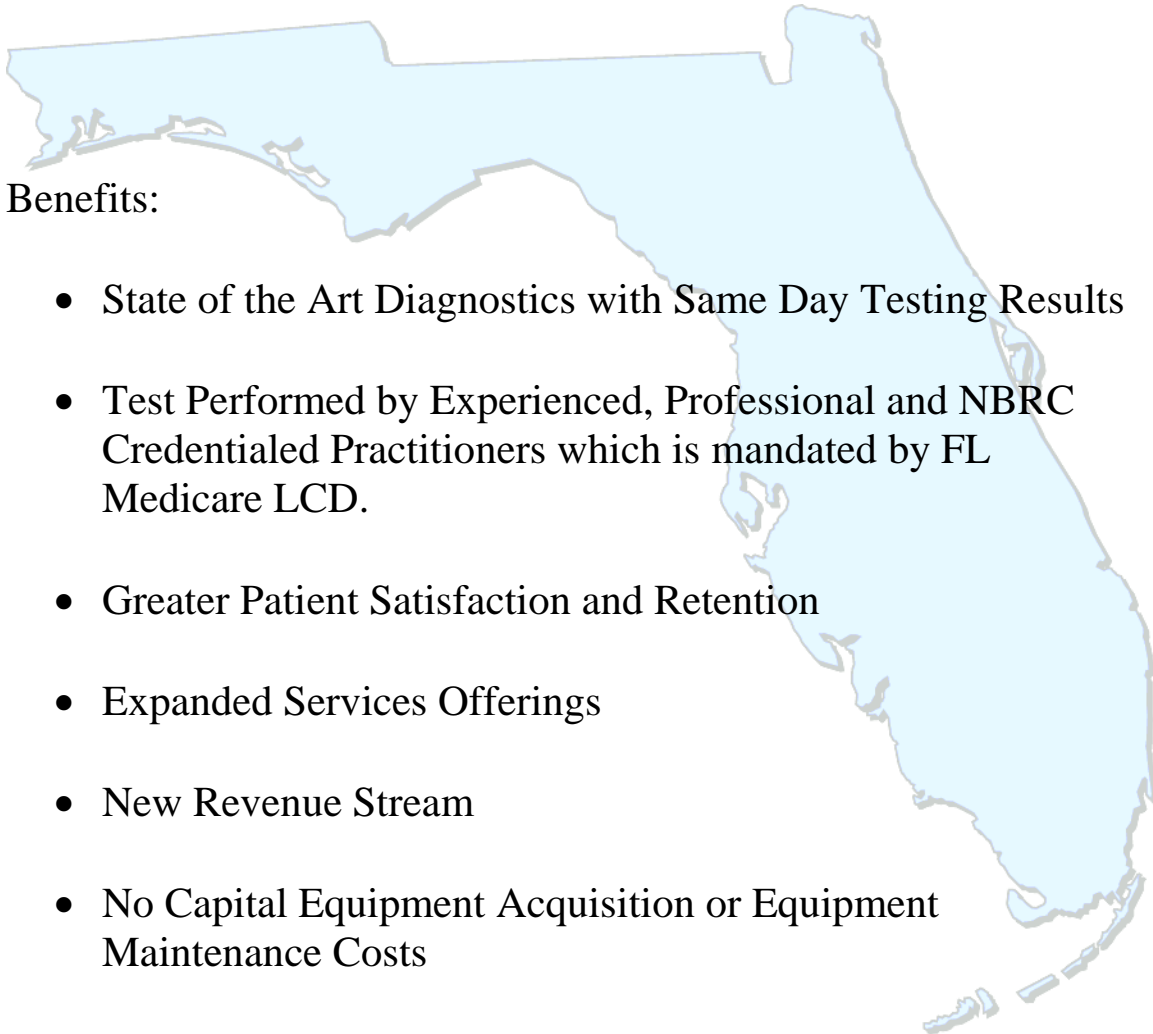 Benefits:
• State of the Art Diagnostics with Same Day Testing Results
• Test Performed by Experienced, Professional and NBRC
Credentialed Practitioners which is mandated by FL
Medicare LCD.
• Greater Patient Satisfaction and Retention
• Expanded Services Offerings
• New Revenue Stream
• No Capital Equipment Acquisition or Equipment
Maintenance Costs